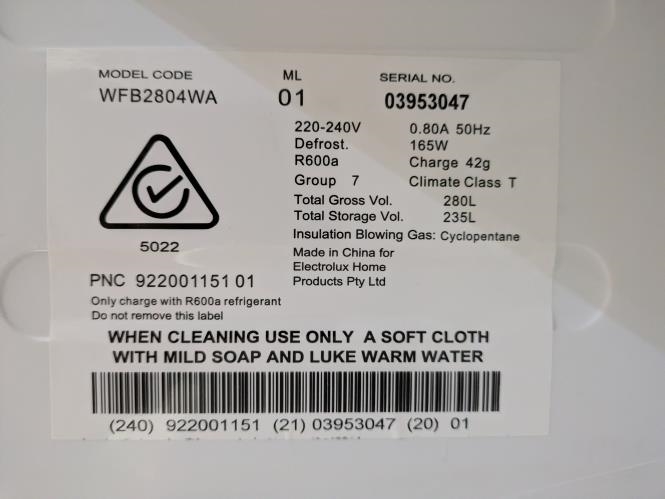 MODEL CODE ML SERIAL NO.
WFB2804WA 01 03953047
220-240V 0.80A 50Hz
Defrost. 165W
R600a Charge 42g
Group 7 Climate Class T
Total Gross Vol. 280L
Total Storage Vol. 235L
Insulation Blowing Gas: Cyclopentane
5022
Made in China for
Electrolux Home
Products Pty Ltd
PNC 922001151 01
Only charge with R600a refrigerant
Do not remove this label
WHEN CLEANING USE ONLY A SOFT CLOTH
WITH MILD SOAP AND LUKE WARM WATER
(240) 922001151 (21) 03953047 (20) 01